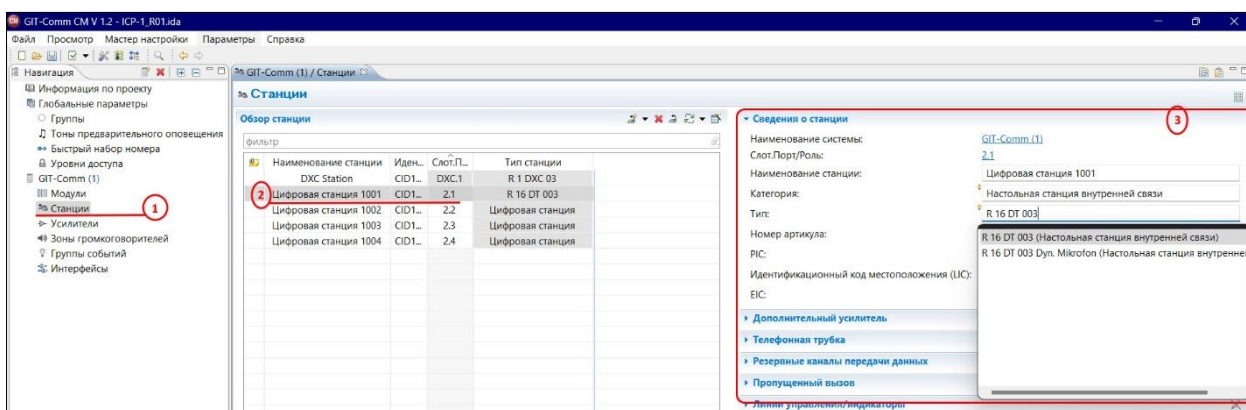 GIT-Comm CM V 1.2 - ICP-1_R01.ida
Файл Просмотр Мастер настройки Параметры Справка
Навигация
GIT-Comm (1) / Станции
Информация по проекту
Глобальные параметры
Группы
Тоны предварительного оповещения
Быстрый набор номера
Уровни доступа
GIT-Comm (1)
Модули
Станции
1
Усилители
Зоны громкоговорителей
Группы событий
Интерфейсы
Станции
Обзор станции
фильтр
Наименование станции Иден... Слот.П... Тип станции
DXC Station CID1... DXC.1 R 1 DXC 03
2 Цифровая станция 1001 CID1... 2.1 R 16 DT 003
Цифровая станция 1002 CID1... 2.2 Цифровая станция
Цифровая станция 1003 CID1... 2.3 Цифровая станция
Цифровая станция 1004 CID1... 2.4 Цифровая станция
Сведения о станции
3
Наименование системы: GIT-Comm (1)
Слот.Порт/Роль: 2.1
Наименование станции: Цифровая станция 1001
Категория: Настольная станция внутренней связи
Тип: R 16 DT 003
Номер артикула:
R 16 DT 003 (Настольная станция внутренней связи)
PIC:
R 16 DT 003 Dyn. Mikrofon (Настольная станция внутренне
Идентификационный код местоположения (LIC):
EIC:
Дополнительный усилитель
Телефонная трубка
Резервные каналы передачи данных
Пропущенный вызов
Линии управления/индикаторы